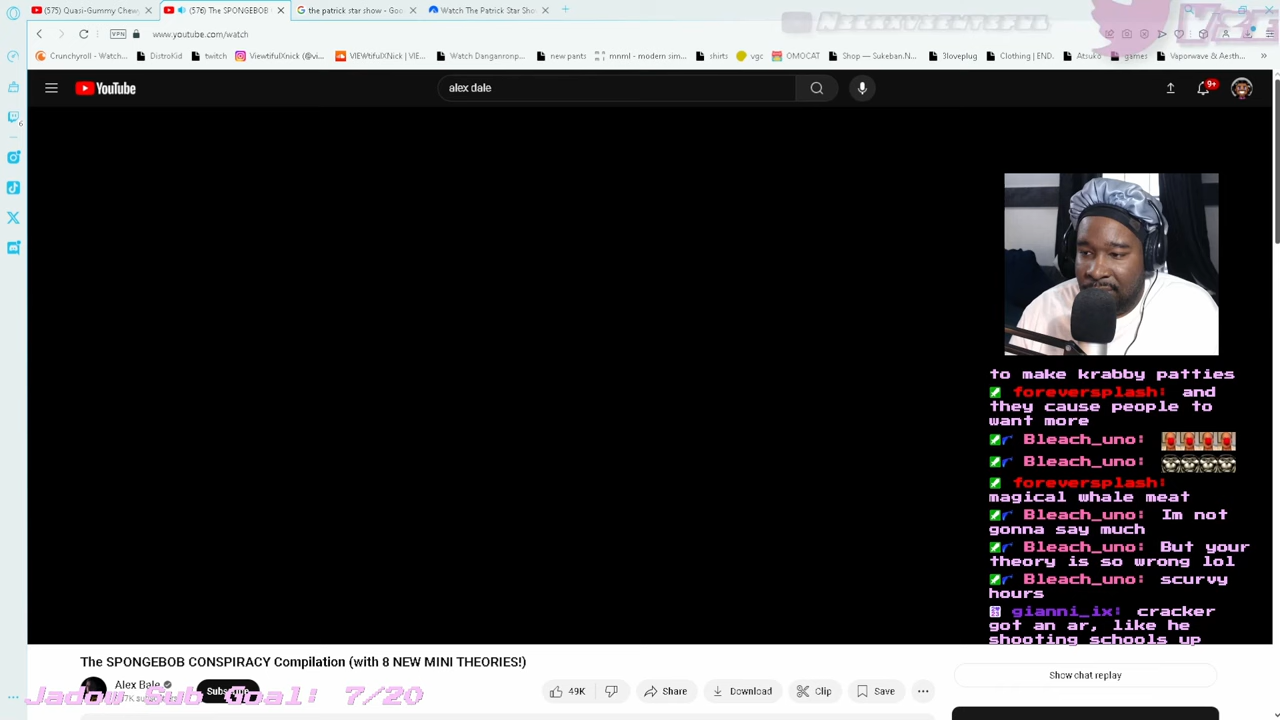 (575) Quasi-Gummy Chew
(576) The SPONGEBOB
the patrick star show - Goo
Watch The Patrick Star Sho
VPN
www.youtube.com/watch
Crunchyroll - Watch...
DistroKid
twitch
ViewtifulXnick (@vi...
VIEWtifulXNick | VIE...
Watch Danganronp...
new pants
mnml - modern sim...
shirts
vgc
OMOCAT
Shop — Sukeban.N...
3loveplug
Clothing | END.
Atsuko
games
Vaporwave & Aesth...
YouTube
alex dale
9+
6
to make krabby patties
foreversplash: and
they cause people to
want more
Bleach_uno:
Bleach_uno:
foreversplash:
magical whale meat
Bleach_uno: Im not
gonna say much
Bleach_uno: But your
theory is so wrong lol
Bleach_uno: scurvy
hours
gianni_ix: cracker
got an ar, like he
shooting schools up
The SPONGEBOB CONSPIRACY Compilation (with 8 NEW MINI THEORIES!)
Alex Bale
Jadow Sub Goal: 7/20
49K
Share
Download
Clip
Save
Show chat replay